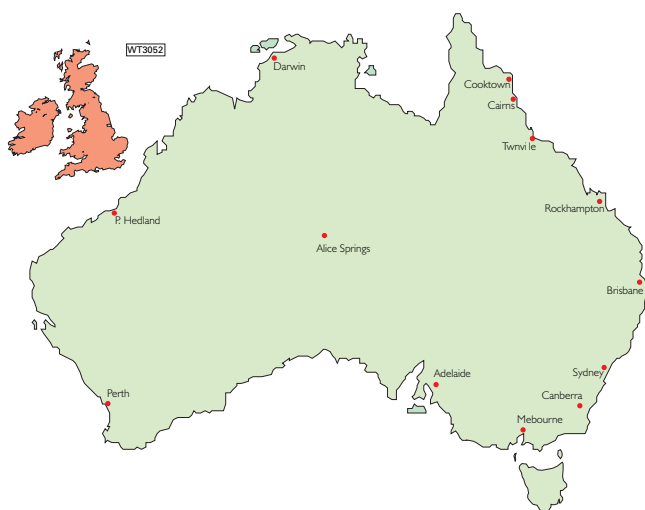 WT3052
Darwin
Cooktown
Cairns
Twnvi le
P. Hedland
Rockhampton
Alice Springs
Brisbane
Adelaide
Sydney
Perth
Canberra
Mebourne